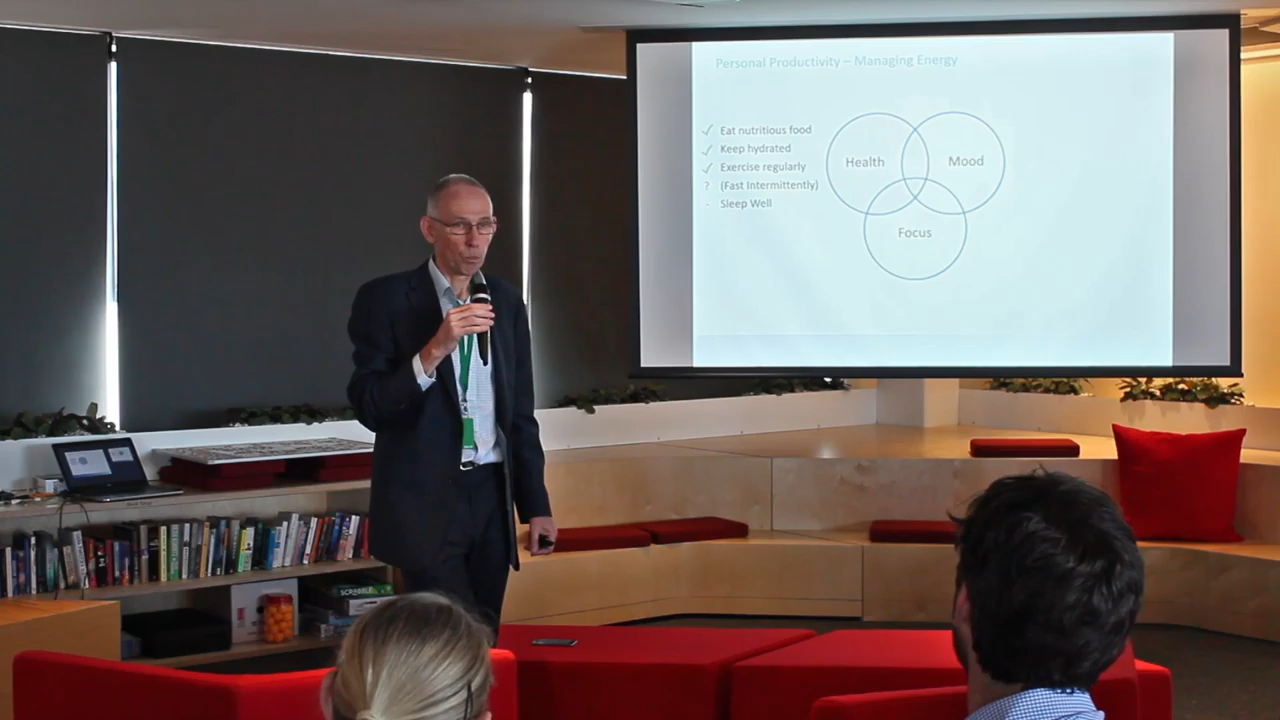 Personal Productivity – Managing Energy
✓ Eat nutritious food
✓ Keep hydrated
✓ Exercise regularly
? (Fast Intermittently)
- Sleep Well
Health
Mood
Focus
SCRABBLE